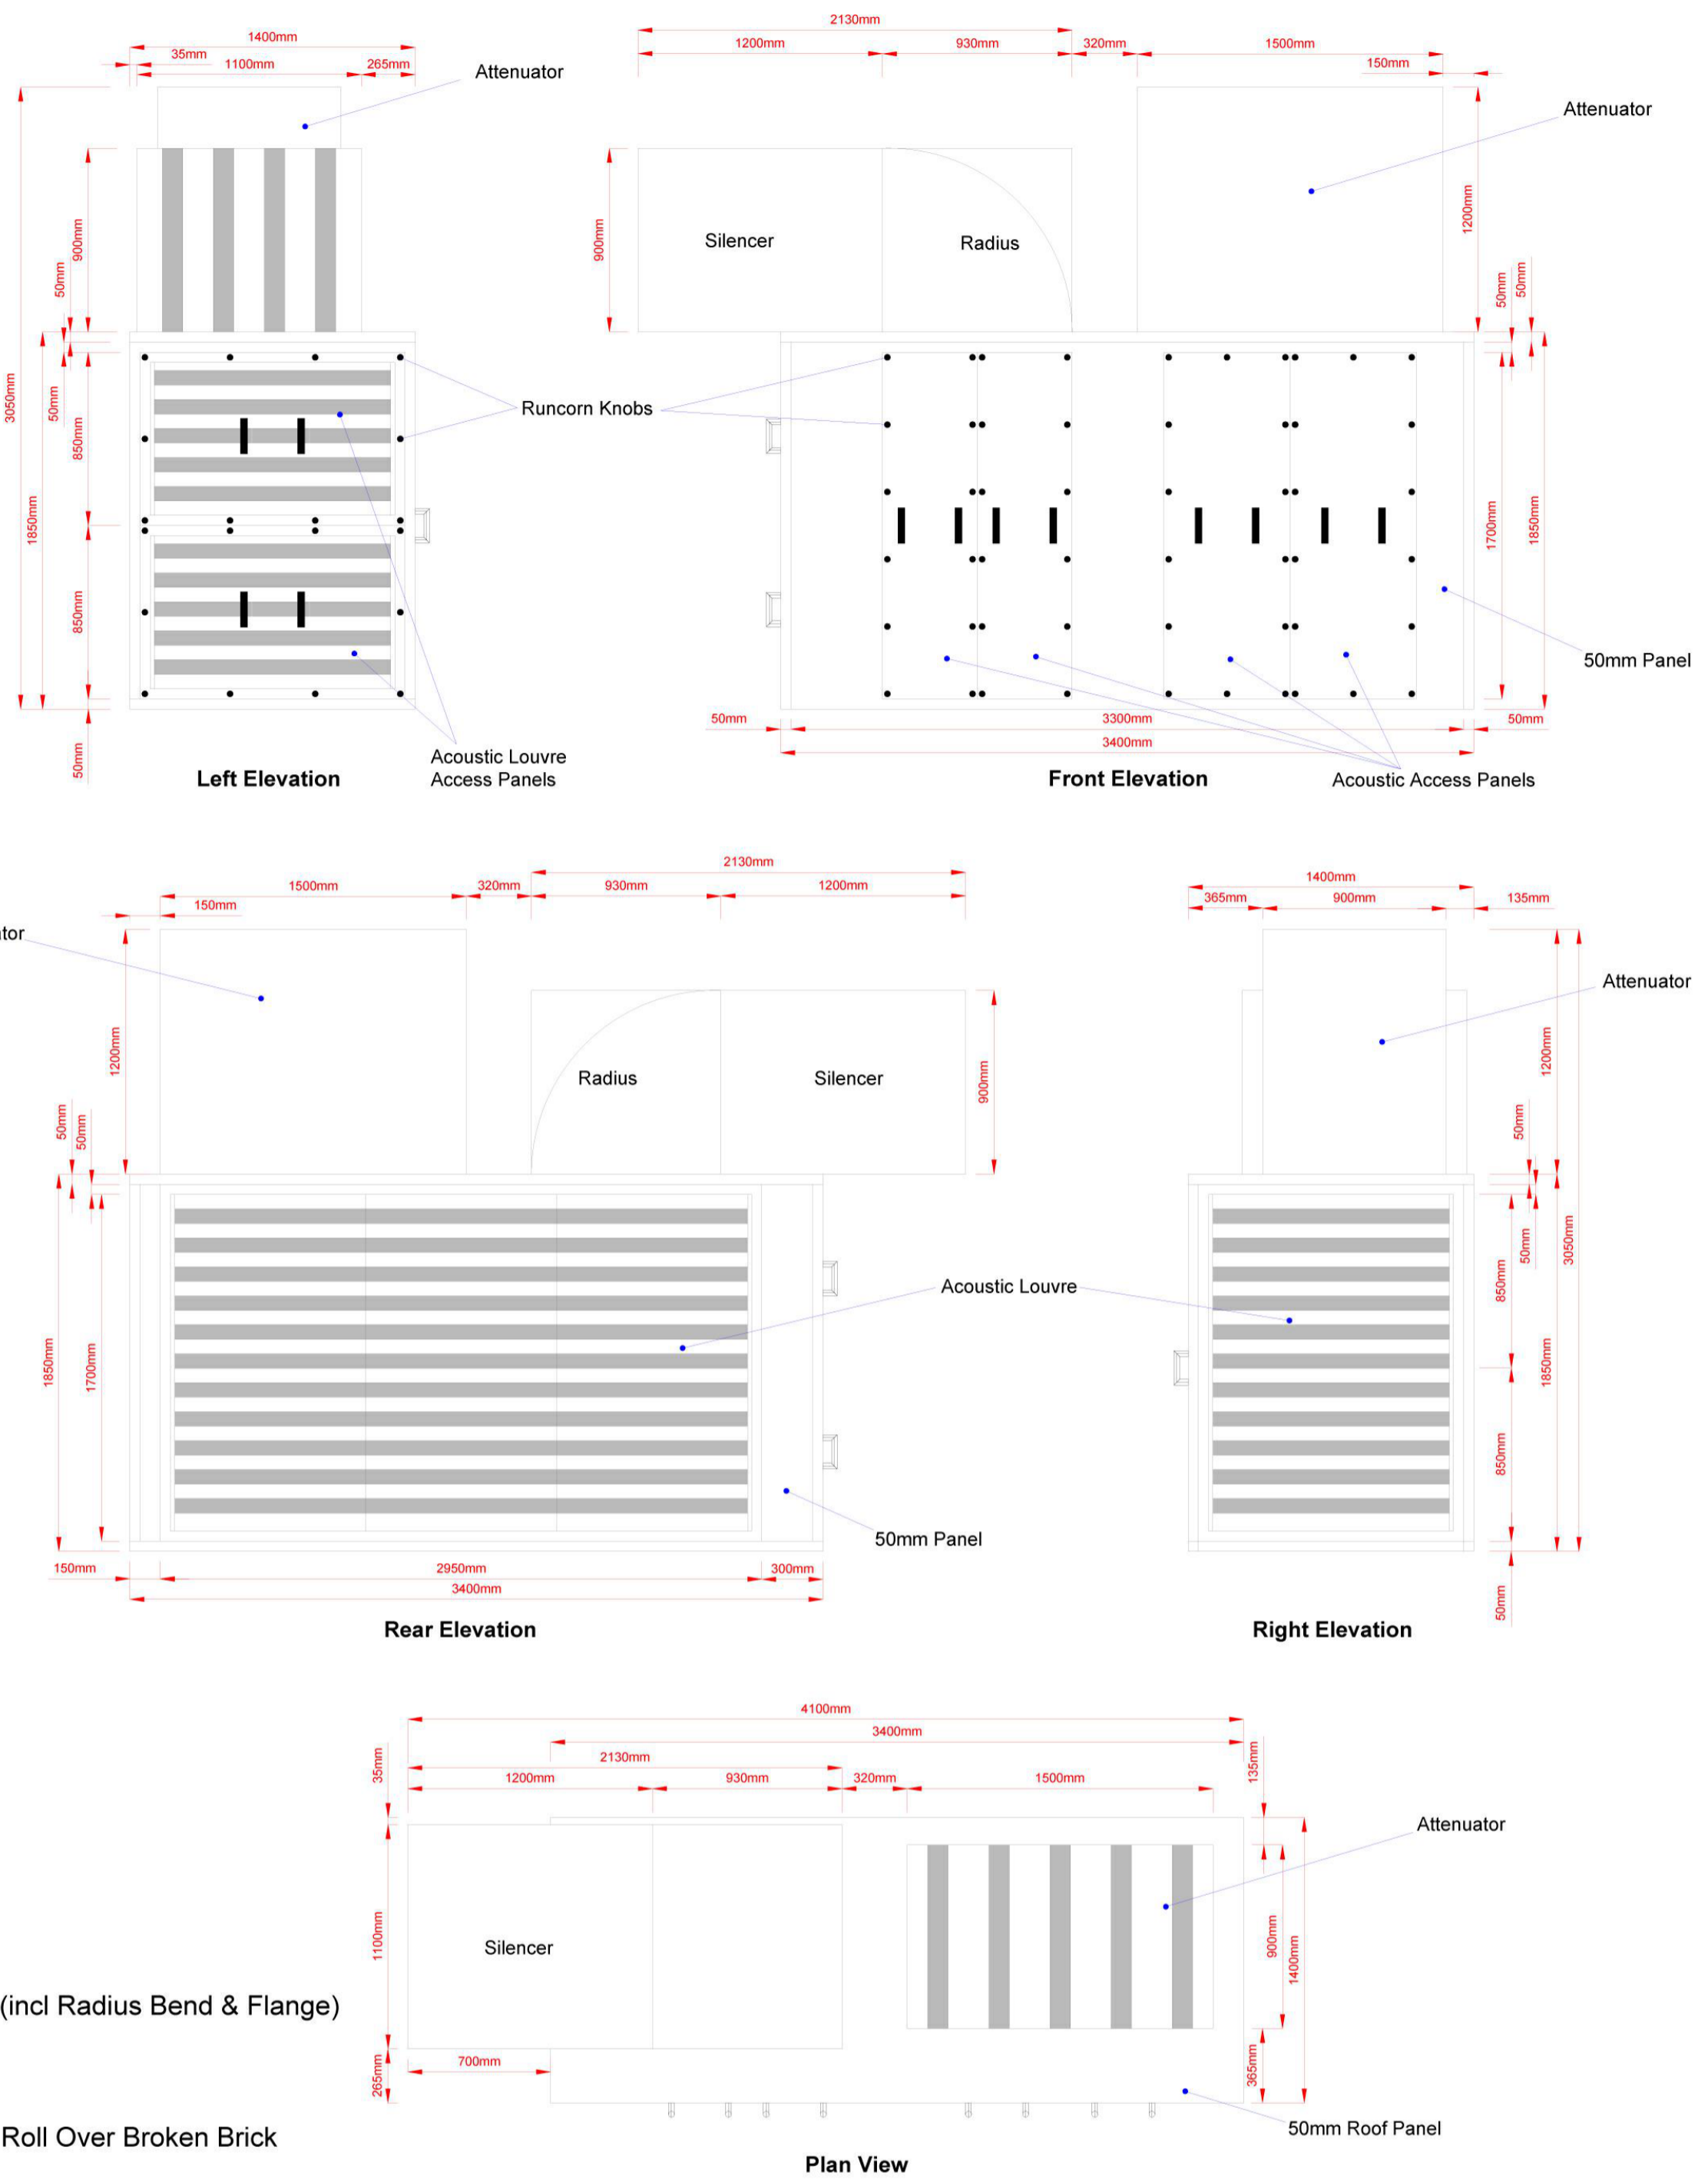 2130mm
1400mm
1200mm
930mm
320mm
1500mm
35mm
1100mm
265mm
150mm
Attenuator
Attenuator
900mm
50mm
3050mm
50mm
850mm
1850mm
850mm
50mm
900mm
Silencer
Radius
1200mm
50mm
50mm
Runcorn Knobs
1700mm
1850mm
50mm Panel
50mm
3300mm
50mm
3400mm
Acoustic Louvre
Access Panels
Left Elevation
Front Elevation
Acoustic Access Panels
2130mm
1500mm
320mm
930mm
1200mm
150mm
1400mm
365mm
900mm
135mm
tor
Attenuator
1200mm
Radius
Silencer
900mm
1200mm
50mm
50mm
50mm
50mm
3050mm
850mm
Acoustic Louvre
1850mm
1700mm
1850mm
850mm
50mm Panel
50mm
150mm
2950mm
300mm
3400mm
Rear Elevation
Right Elevation
4100mm
3400mm
2130mm
35mm
1200mm
930mm
320mm
1500mm
135mm
Attenuator
1100mm
Silencer
900mm
1400mm
(incl Radius Bend & Flange)
265mm
700mm
365mm
50mm Roof Panel
Roll Over Broken Brick
Plan View